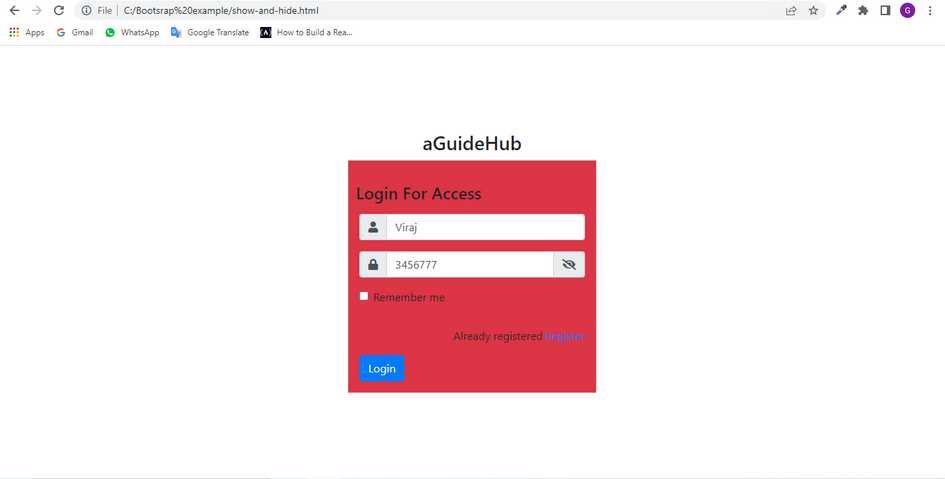 File C:/Bootsrap%20example/show-and-hide.html
G
Apps Gmail WhatsApp Google Translate How to Build a Rea...
aGuideHub
Login For Access
Viraj
3456777
Remember me
Already registered Register
Login